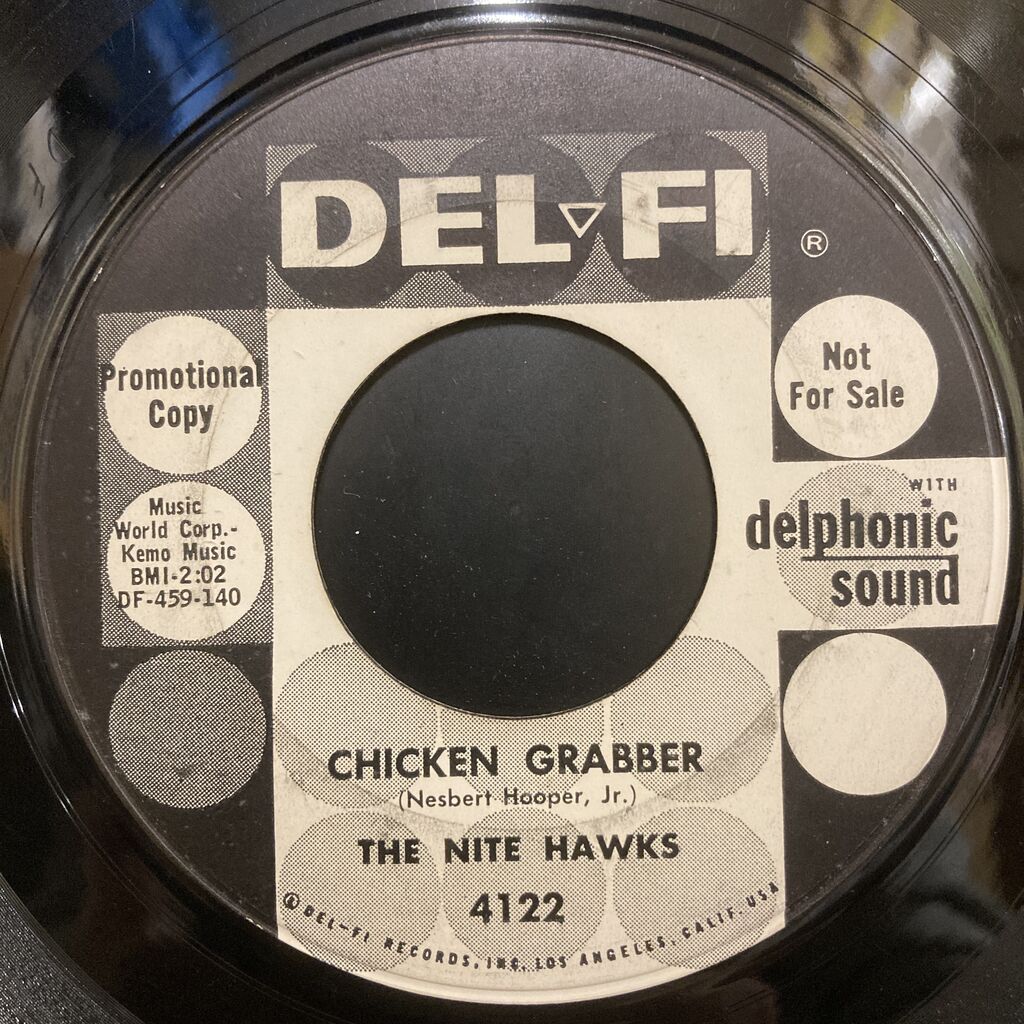 DEL-FI
®
Promotional
Copy
Not
For Sale
Music
World Corp.-
Kemo Music
BMI-2:02
DF-459-140
WITH
delphonic
sound
CHICKEN GRABBER
(Nesbert Hooper, Jr.)
THE NITE HAWKS
4122
© DEL-FI RECORDS, INC. LOS ANGELES, CALIF. USA